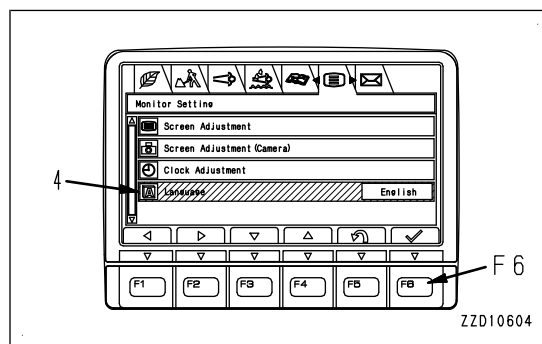 Monitor Setting
Screen Adjustment
Screen Adjustment (Camera)
Clock Adjustment
A Language English
4
F1 F2 F3 F4 F5 F6
F 6
ZZD10604